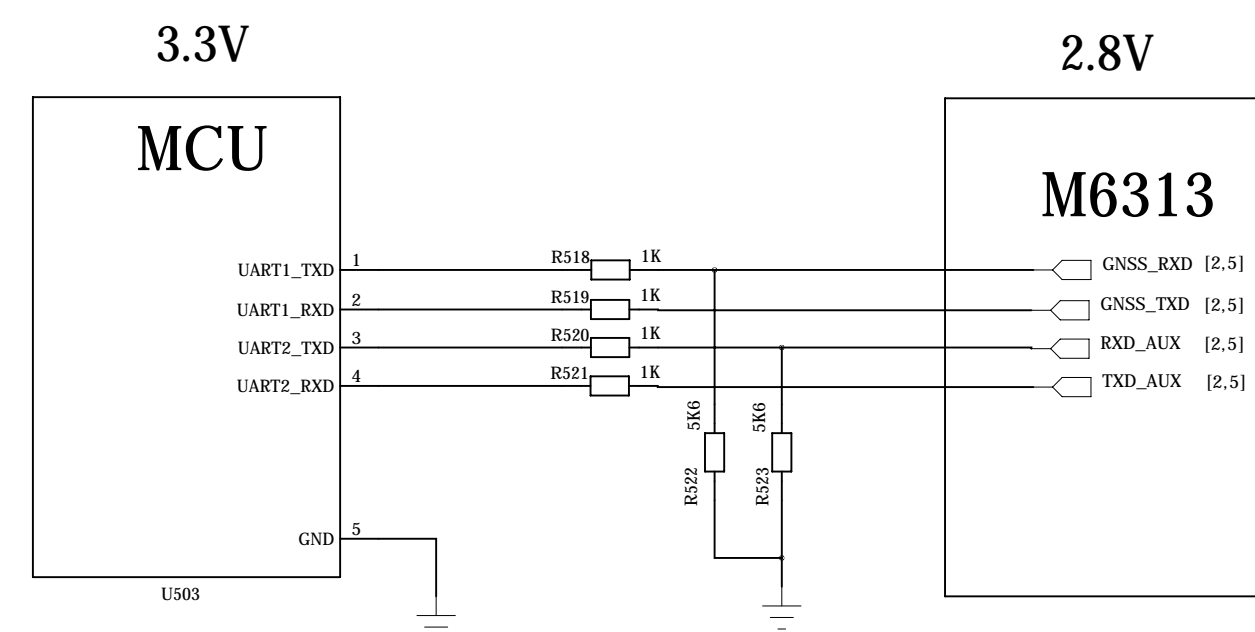 3.3V
2.8V
MCU
M6313
UART1_TXD 1 R518 1K GNSS_RXD [2,5]
UART1_RXD 2 R519 1K GNSS_TXD [2,5]
UART2_TXD 3 R520 1K RXD_AUX [2,5]
UART2_RXD 4 R521 1K TXD_AUX [2,5]
5K6
5K6
R522
R523
GND 5
U503